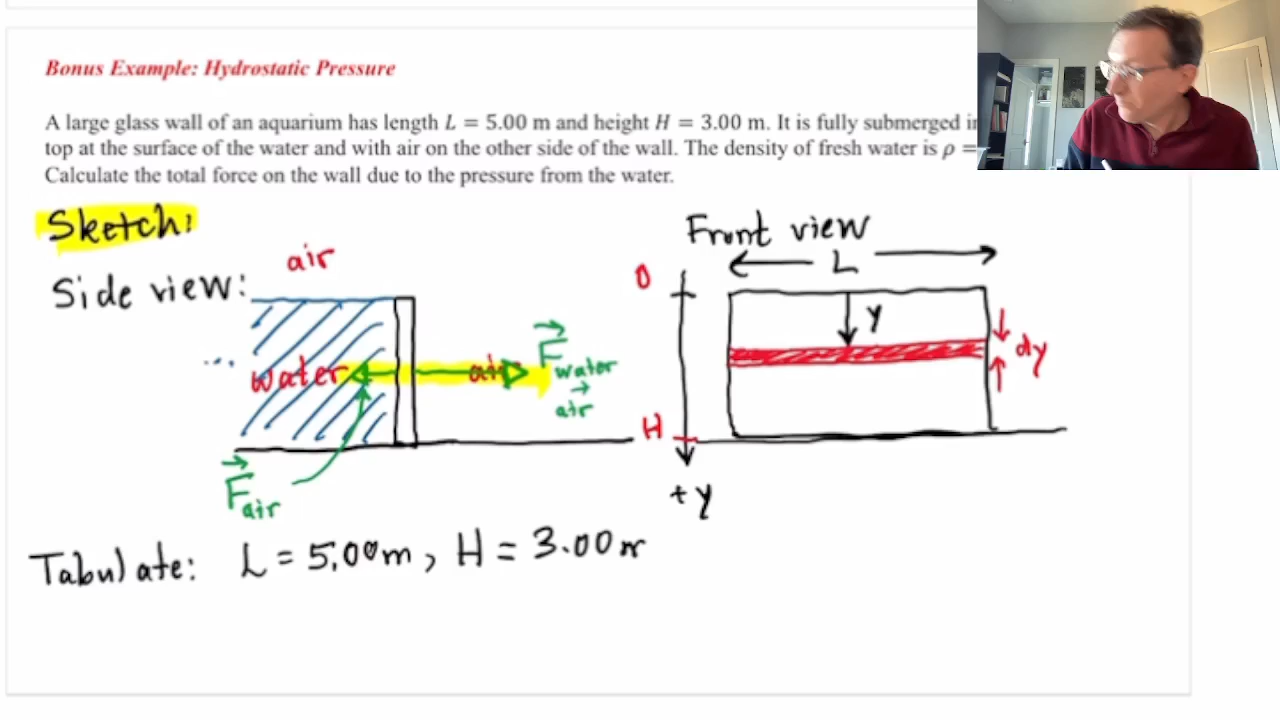 Bonus Example: Hydrostatic Pressure
A large glass wall of an aquarium has length L = 5.00 m and height H = 3.00 m. It is fully submerged
top at the surface of the water and with air on the other side of the wall. The density of fresh water is ρ =
Calculate the total force on the wall due to the pressure from the water.
Sketch:
Side view:
air
water
air
F water
air
F air
Front view
L
0
y
dy
H
+y
Tabulate: L = 5.00m, H = 3.00m